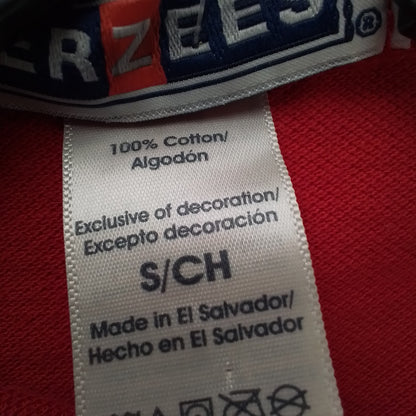 ERZEES ®
100% Cotton/
Algodón
Exclusive of decoration/
Excepto decoración
S/CH
Made in El Salvador/
Hecho en El Salvador